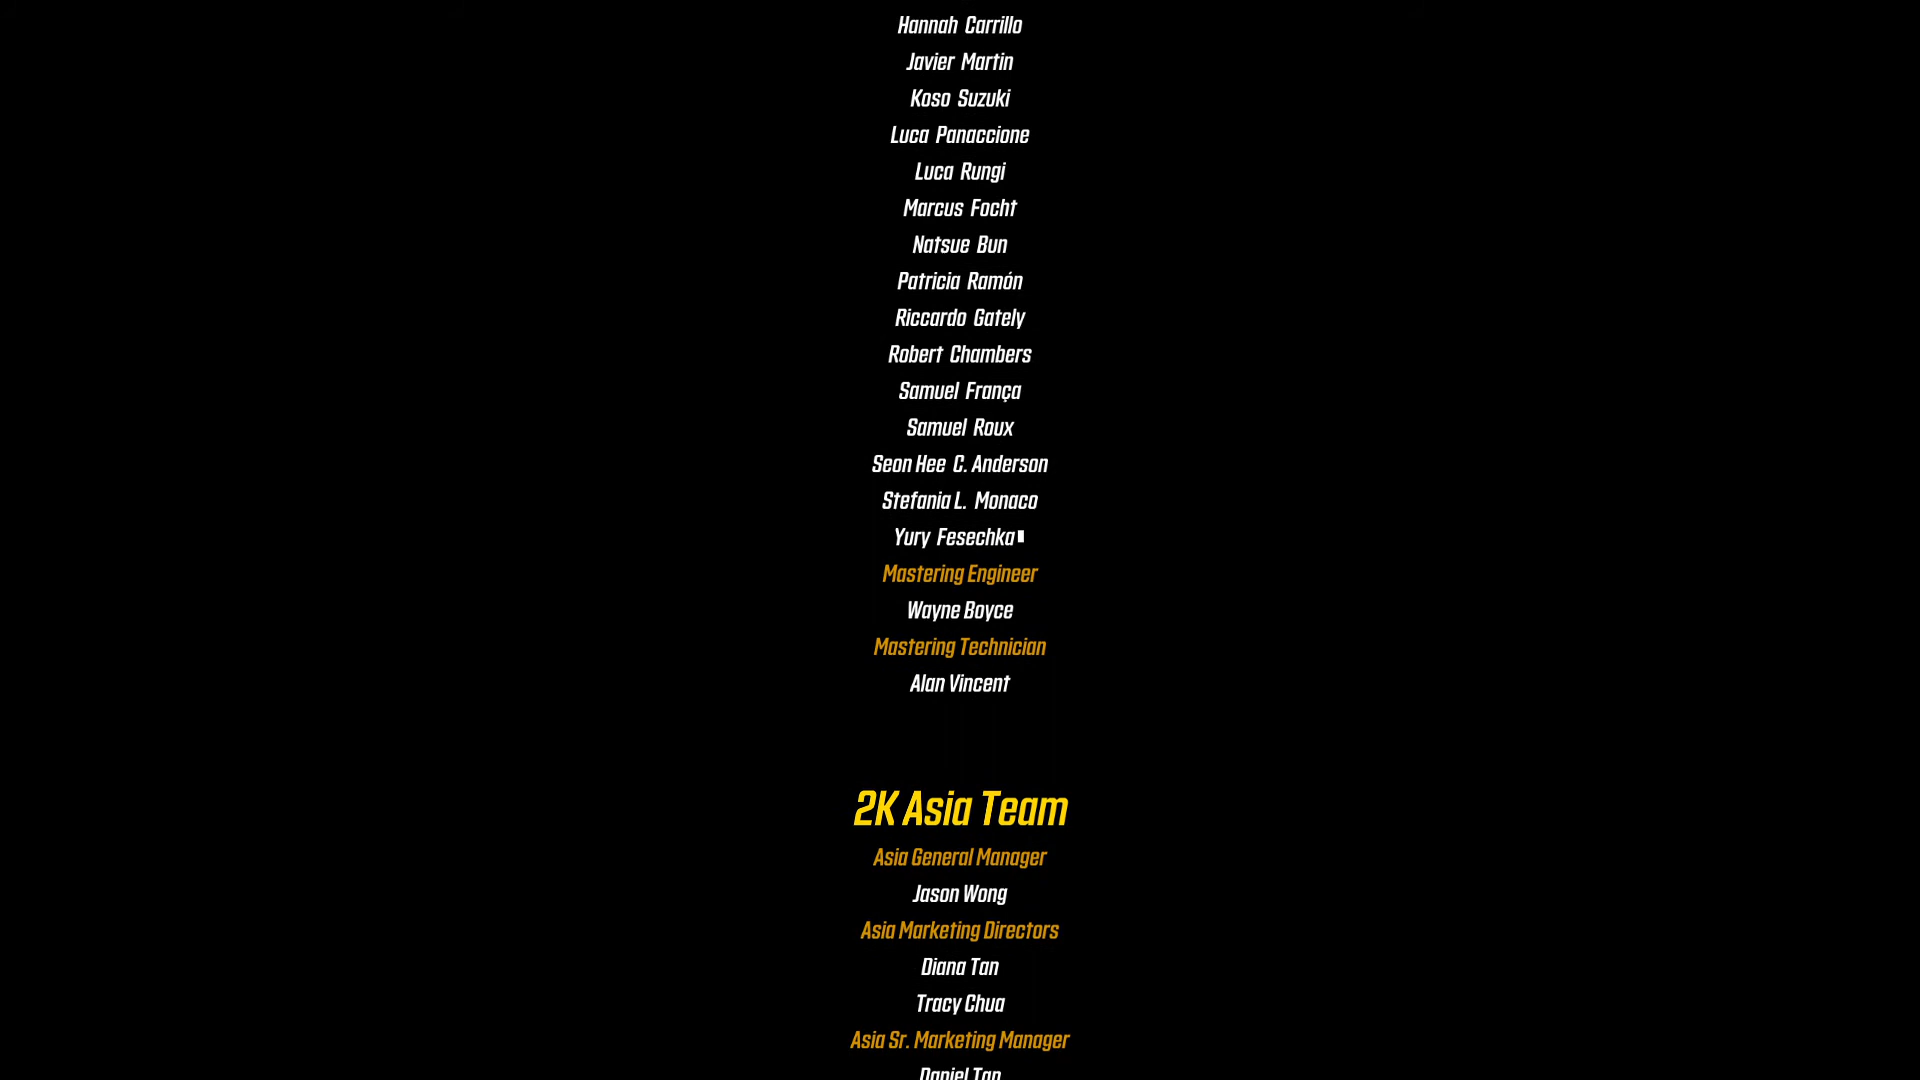 Hannah Carrillo
Javier Martin
Koso Suzuki
Luca Panaccione
Luca Rungi
Marcus Focht
Natsue Bun
Patricia Ramón
Riccardo Gately
Robert Chambers
Samuel França
Samuel Roux
Seon Hee C. Anderson
Stefania L. Monaco
Yury Fesechka
Mastering Engineer
Wayne Boyce
Mastering Technician
Alan Vincent
2K Asia Team
Asia General Manager
Jason Wong
Asia Marketing Directors
Diana Tan
Tracy Chua
Asia Sr. Marketing Manager
Daniel Tan